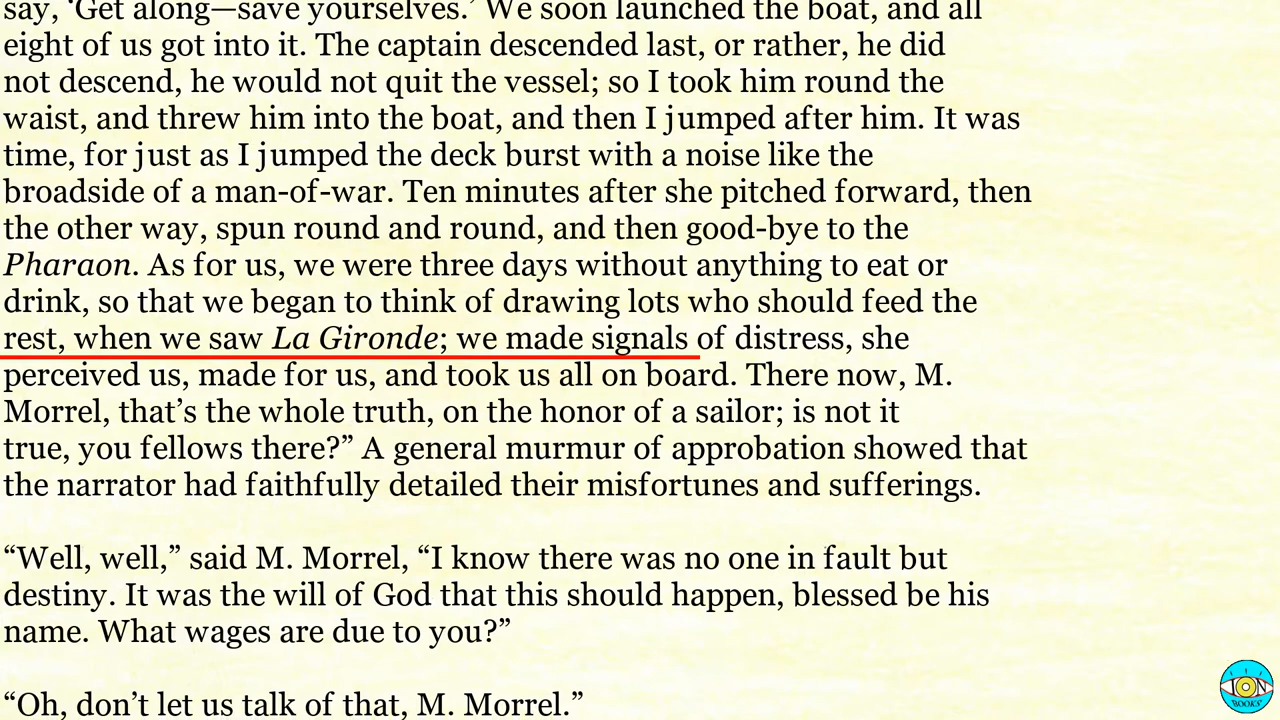 say, ‘Get along—save yourselves.’ We soon launched the boat, and all
eight of us got into it. The captain descended last, or rather, he did
not descend, he would not quit the vessel; so I took him round the
waist, and threw him into the boat, and then I jumped after him. It was
time, for just as I jumped the deck burst with a noise like the
broadside of a man-of-war. Ten minutes after she pitched forward, then
the other way, spun round and round, and then good-bye to the
Pharaon. As for us, we were three days without anything to eat or
drink, so that we began to think of drawing lots who should feed the
rest, when we saw La Gironde; we made signals of distress, she
perceived us, made for us, and took us all on board. There now, M.
Morrel, that’s the whole truth, on the honor of a sailor; is not it
true, you fellows there?” A general murmur of approbation showed that
the narrator had faithfully detailed their misfortunes and sufferings.
“Well, well,” said M. Morrel, “I know there was no one in fault but
destiny. It was the will of God that this should happen, blessed be his
name. What wages are due to you?”
“Oh, don’t let us talk of that, M. Morrel.”
ION
BOOKS